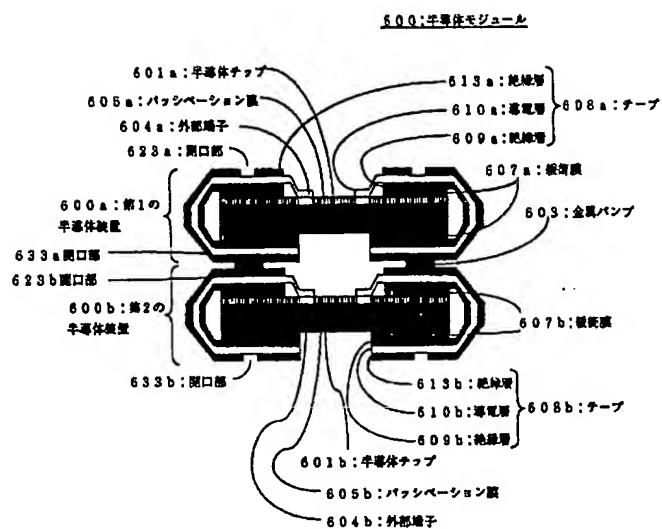 600:半導体モジュール
601a:半導体チップ
605a:パッシベーション膜
604a:外部端子
623a:開口部
613a:絶縁層
610a:導電層
609a:絶縁層
608a:テープ
607a:接着膜
603:金属バンプ
600a:第1の
半導体装置
633a開口部
623b開口部
600b:第2の
半導体装置
633b:開口部
607b:接着膜
613b:絶縁層
610b:導電層
609b:絶縁層
608b:テープ
601b:半導体チップ
605b:パッシベーション膜
604b:外部端子